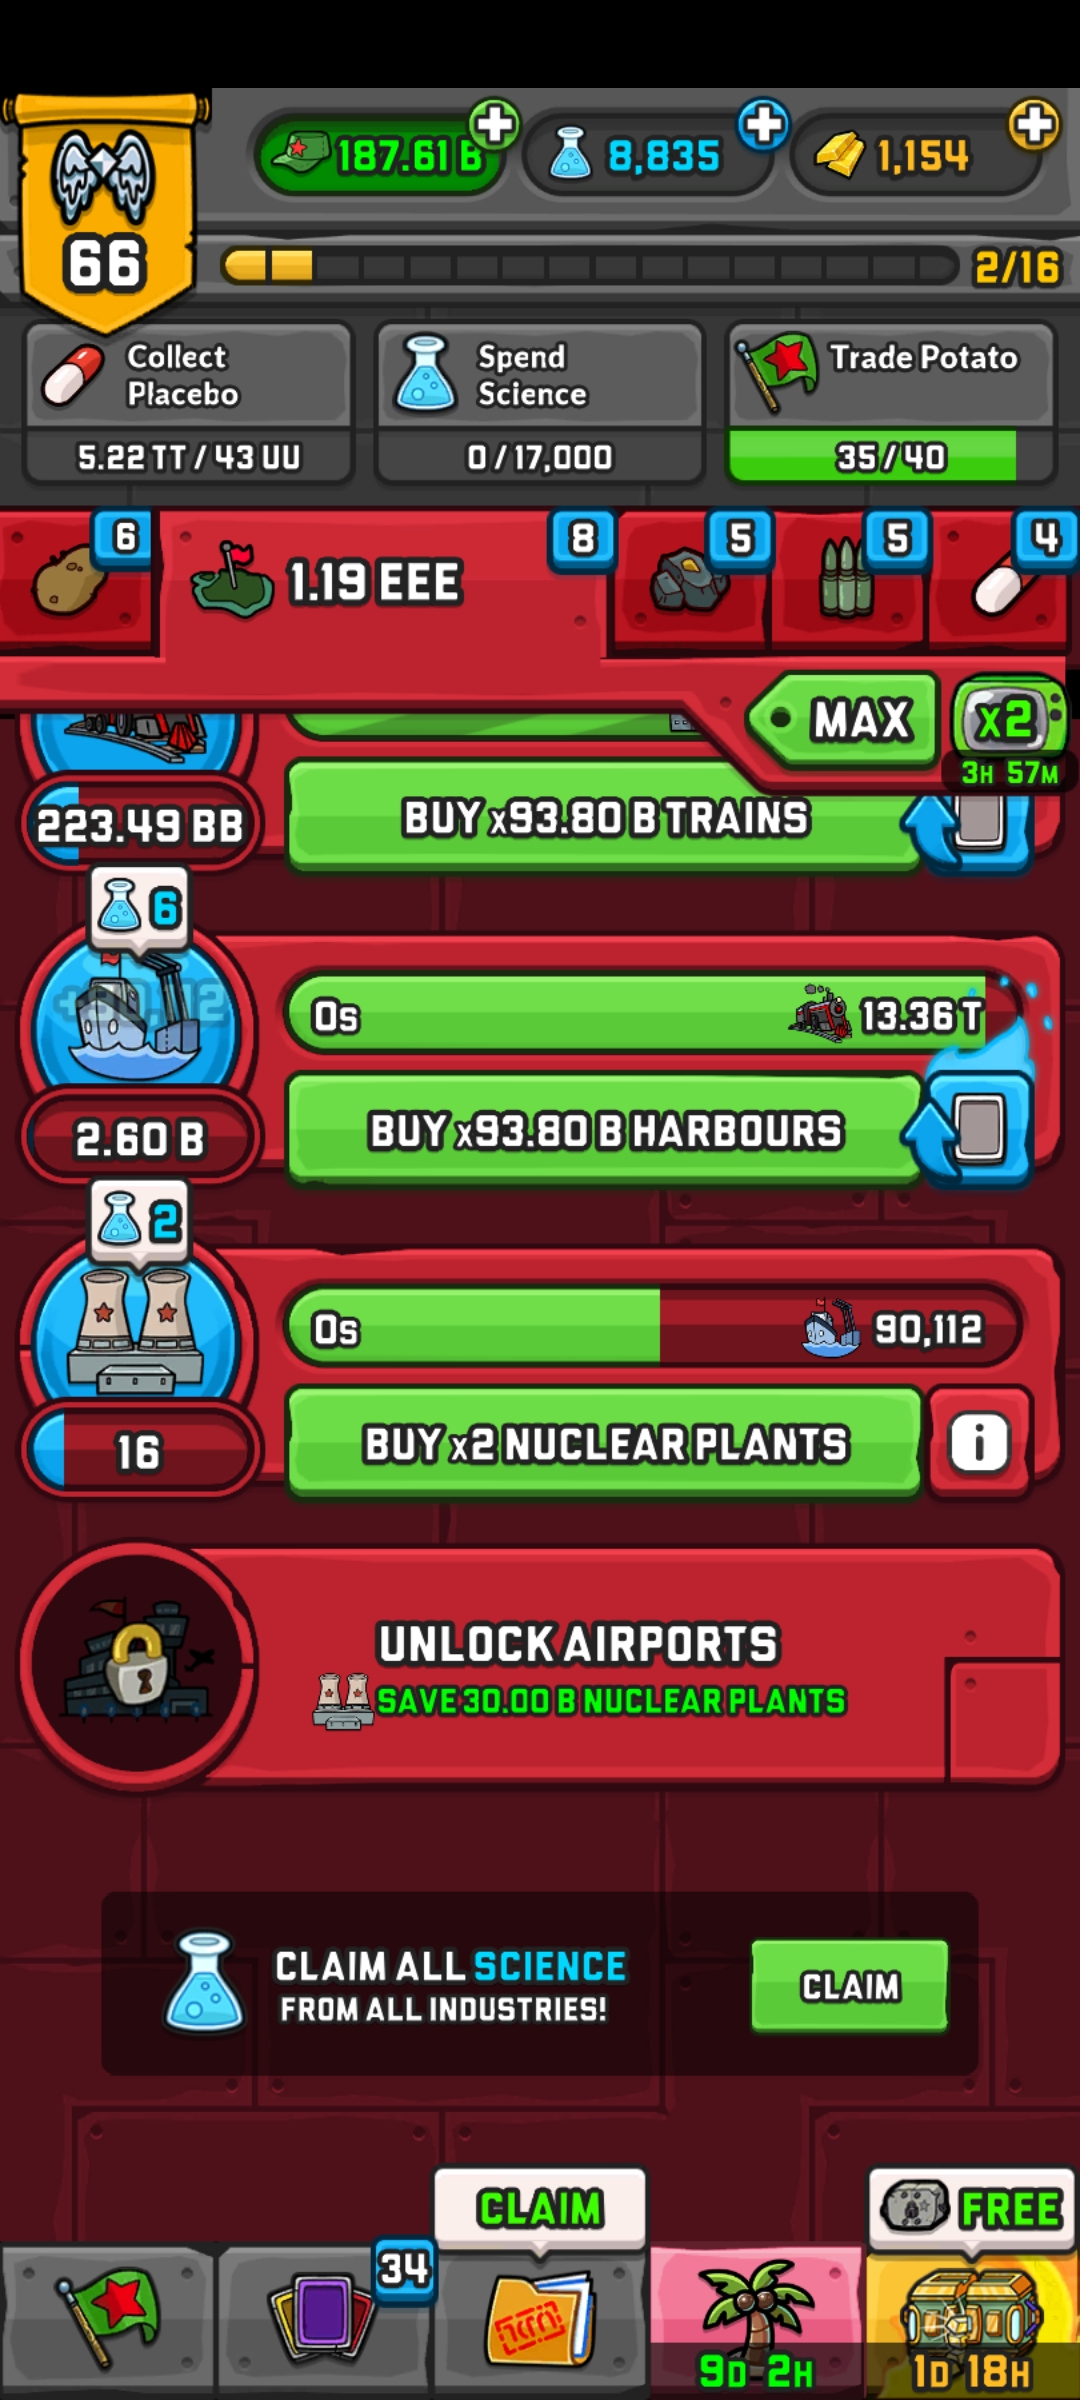 187.61 B
8,835
1,154
66
2/16
Collect
Placebo
Spend
Science
Trade Potato
5.22 TT / 43 UU
0 / 17,000
35 / 40
6
1.19 EEE
8
5
5
4
MAX
x2
3H 57M
223.49 BB
BUY x93.80 B TRAINS
6
0s
13.36 T
2.60 B
BUY x93.80 B HARBOURS
2
0s
90,112
16
BUY x2 NUCLEAR PLANTS
i
UNLOCK AIRPORTS
SAVE 30.00 B NUCLEAR PLANTS
CLAIM ALL SCIENCE
FROM ALL INDUSTRIES!
CLAIM
CLAIM
FREE
34
9D 2H
1D 18H